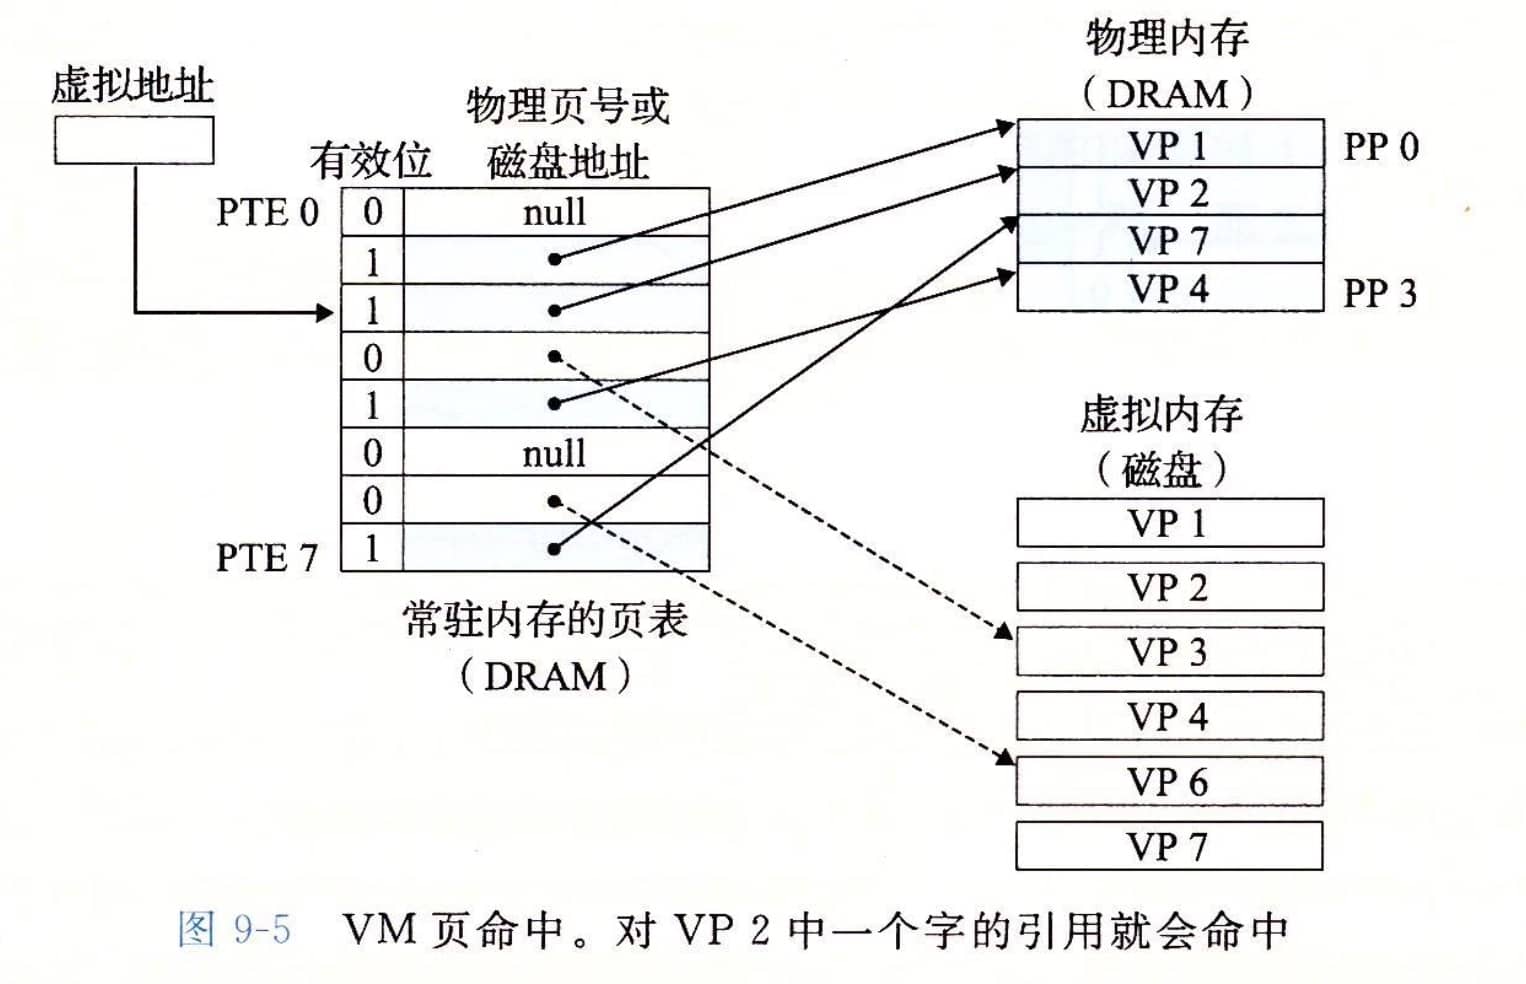 虚拟地址
物理页号或
磁盘地址
有效位
PTE 0
0 null
1
1
0
1
0 null
0
PTE 7
1
常驻内存的页表
（DRAM）
物理内存
（DRAM）
VP 1
PP 0
VP 2
VP 7
VP 4
PP 3
虚拟内存
（磁盘）
VP 1
VP 2
VP 3
VP 4
VP 6
VP 7
图 9-5 VM 页命中。对 VP 2 中一个字的引用就会命中